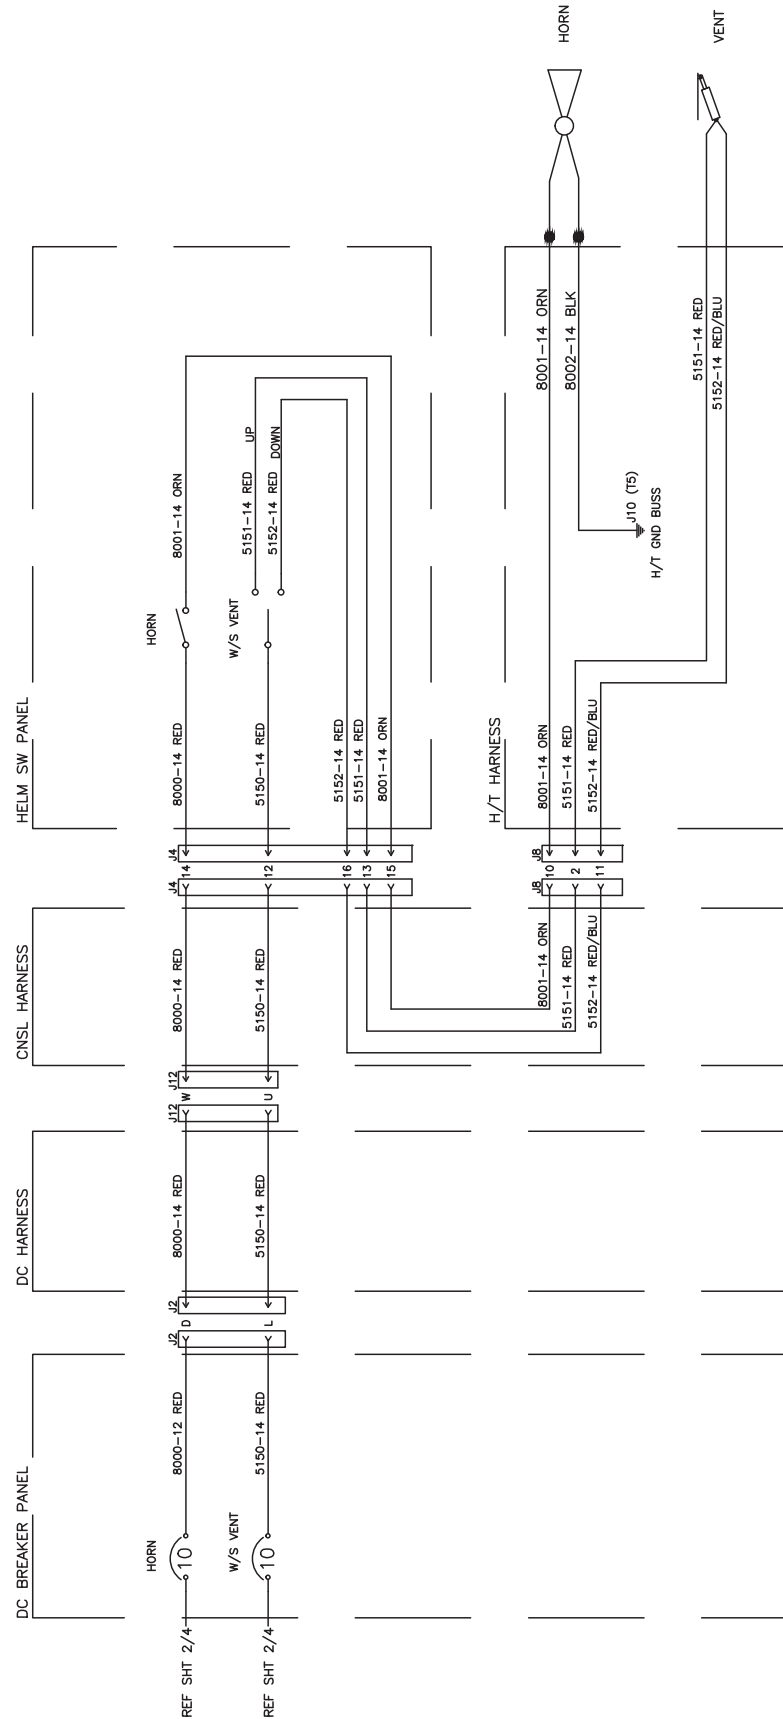 DC BREAKER PANEL
DC HARNESS
CNSL HARNESS
HELM SW PANEL
REF SHT 2/4
HORN
10
8000-12 RED
J2
D
J2
8000-14 RED
J12
W
J12
8000-14 RED
J4
14
J4
8000-14 RED
HORN
8001-14 ORN
REF SHT 2/4
W/S VENT
10
5150-14 RED
L
5150-14 RED
U
5150-14 RED
12
5150-14 RED
W/S VENT
5151-14 RED
UP
5152-14 RED
DOWN
16
5152-14 RED
13
5151-14 RED
15
8001-14 ORN
H/T HARNESS
8001-14 ORN
J8
10
J8
8001-14 ORN
8001-14 ORN
HORN
5151-14 RED
2
5151-14 RED
8002-14 BLK
5152-14 RED/BLU
11
5152-14 RED/BLU
J10 (T5)
H/T GND BUSS
5151-14 RED
5152-14 RED/BLU
VENT